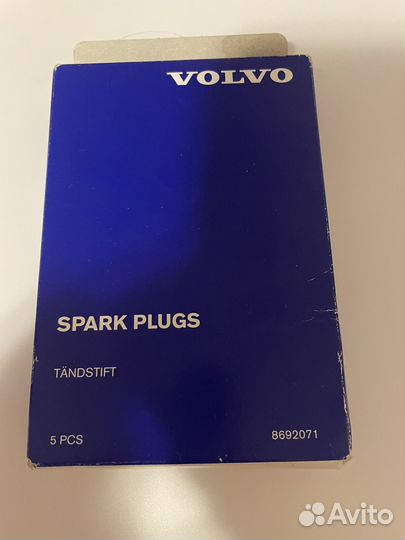 VOLVO
SPARK PLUGS
TÄNDSTIFT
5 PCS 8692071
Avito